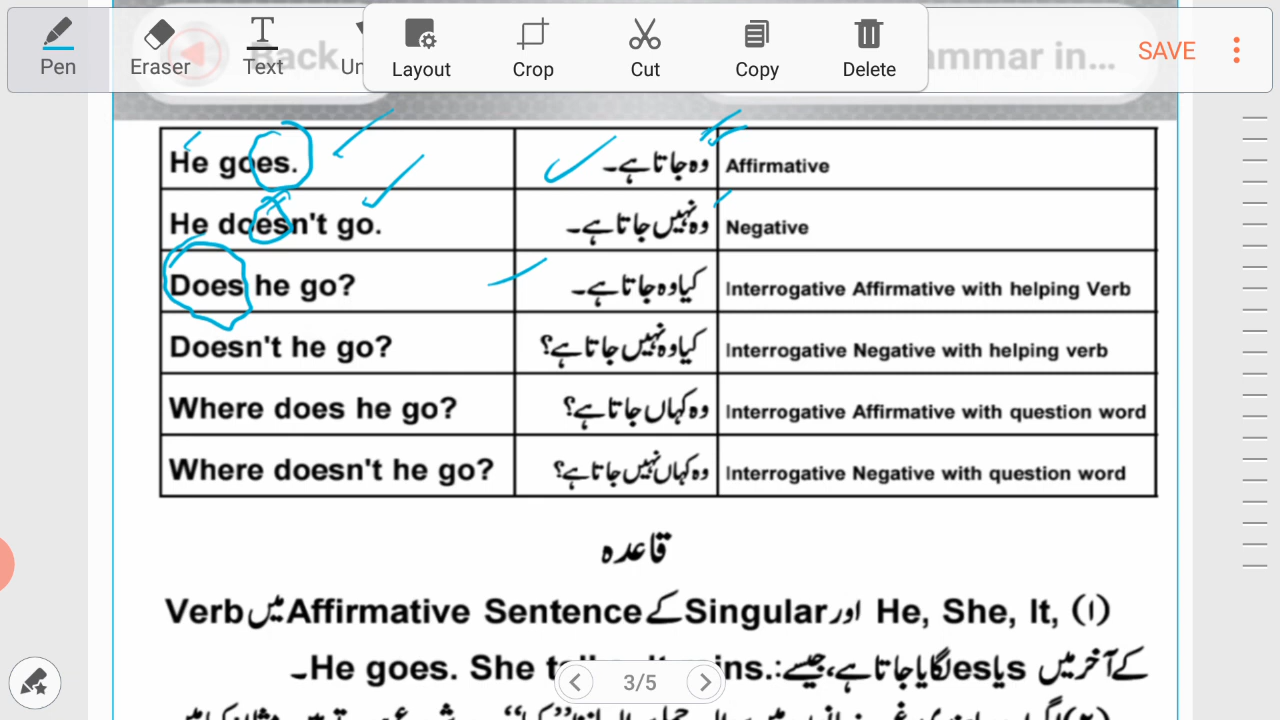 Pen Eraser Text Layout Crop Cut Copy Delete SAVE
Back ammar in...
He goes. وہ جاتا ہے۔ Affirmative
He doesn't go. وہ نہیں جاتا ہے۔ Negative
Does he go? کیا وہ جاتا ہے۔ Interrogative Affirmative with helping Verb
Doesn't he go? کیا وہ نہیں جاتا ہے؟ Interrogative Negative with helping verb
Where does he go? وہ کہاں جاتا ہے؟ Interrogative Affirmative with question word
Where doesn't he go? وہ کہاں نہیں جاتا ہے؟ Interrogative Negative with question word
قاعدہ
(۱) He, She, It, اور Singular کے Affirmative Sentence میں Verb
کے آخر میں s یا es لگایا جاتا ہے، جیسے: He goes. She
3/5